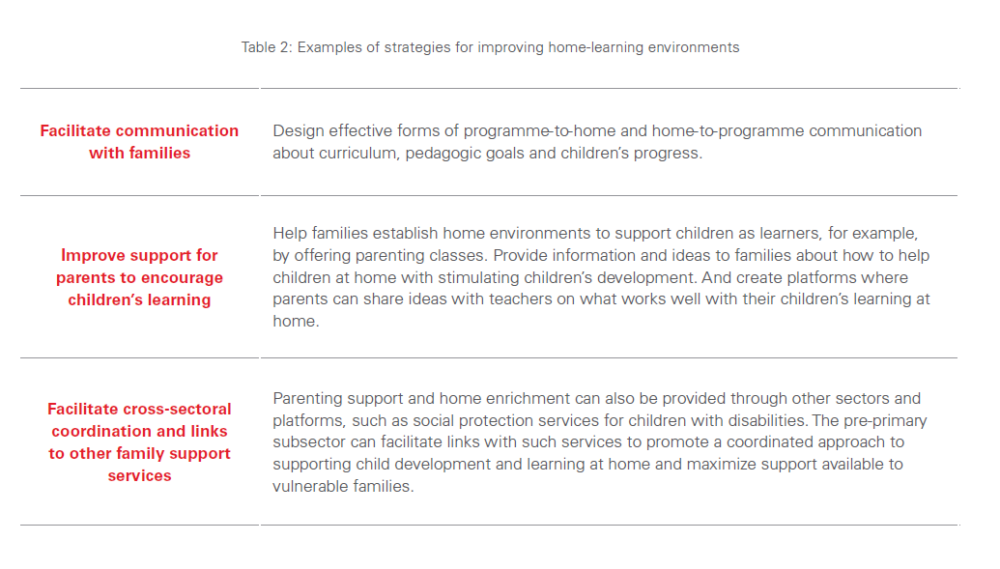 Table 2: Examples of strategies for improving home-learning environments
Facilitate communication
with families
Design effective forms of programme-to-home and home-to-programme communication
about curriculum, pedagogic goals and children's progress.
Improve support for
parents to encourage
children's learning
Help families establish home environments to support children as learners, for example,
by offering parenting classes. Provide information and ideas to families about how to help
children at home with stimulating children's development. And create platforms where
parents can share ideas with teachers on what works well with their children's learning at
home.
Facilitate cross-sectoral
coordination and links
to other family support
services
Parenting support and home enrichment can also be provided through other sectors and
platforms, such as social protection services for children with disabilities. The pre-primary
subsector can facilitate links with such services to promote a coordinated approach to
supporting child development and learning at home and maximize support available to
vulnerable families.